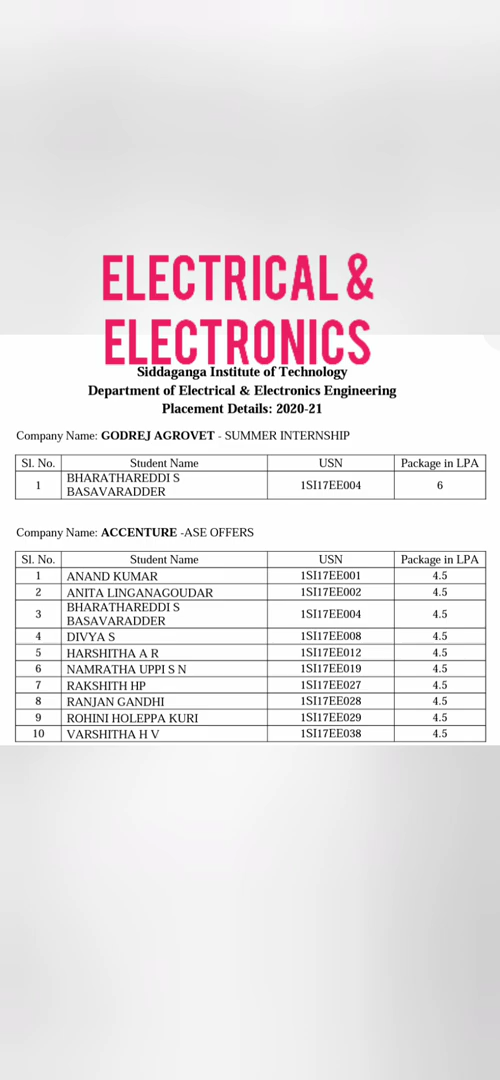 ELECTRICAL &
ELECTRONICS
Siddaganga Institute of Technology
Department of Electrical & Electronics Engineering
Placement Details: 2020-21
Company Name: GODREJ AGROVET - SUMMER INTERNSHIP
Sl. No. Student Name USN Package in LPA
1 BHARATHAREDDI S BASAVARADDER 1SI17EE004 6
Company Name: ACCENTURE -ASE OFFERS
Sl. No. Student Name USN Package in LPA
1 ANAND KUMAR 1SI17EE001 4.5
2 ANITA LINGANAGOUDAR 1SI17EE002 4.5
3 BHARATHAREDDI S BASAVARADDER 1SI17EE004 4.5
4 DIVYA S 1SI17EE008 4.5
5 HARSHITHA A R 1SI17EE012 4.5
6 NAMRATHA UPPI S N 1SI17EE019 4.5
7 RAKSHITH HP 1SI17EE027 4.5
8 RANJAN GANDHI 1SI17EE028 4.5
9 ROHINI HOLEPPA KURI 1SI17EE029 4.5
10 VARSHITHA H V 1SI17EE038 4.5